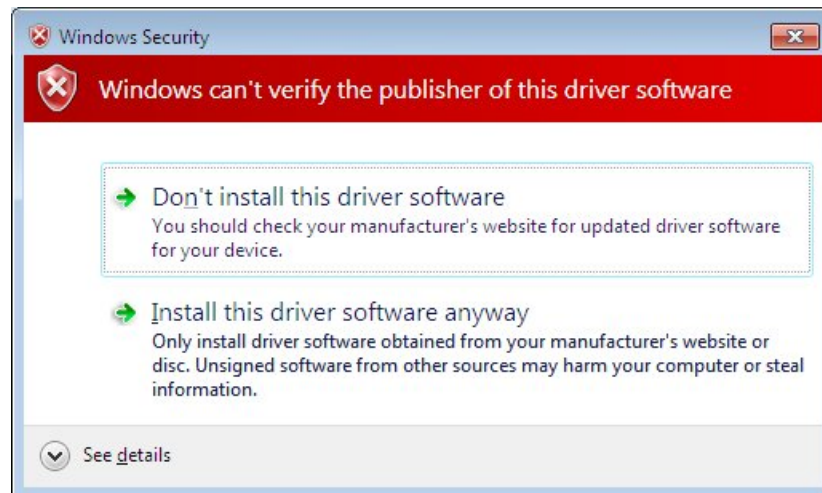 Windows Security
Windows can't verify the publisher of this driver software
Don't install this driver software
You should check your manufacturer's website for updated driver software
for your device.
Install this driver software anyway
Only install driver software obtained from your manufacturer's website or
disc. Unsigned software from other sources may harm your computer or steal
information.
See details